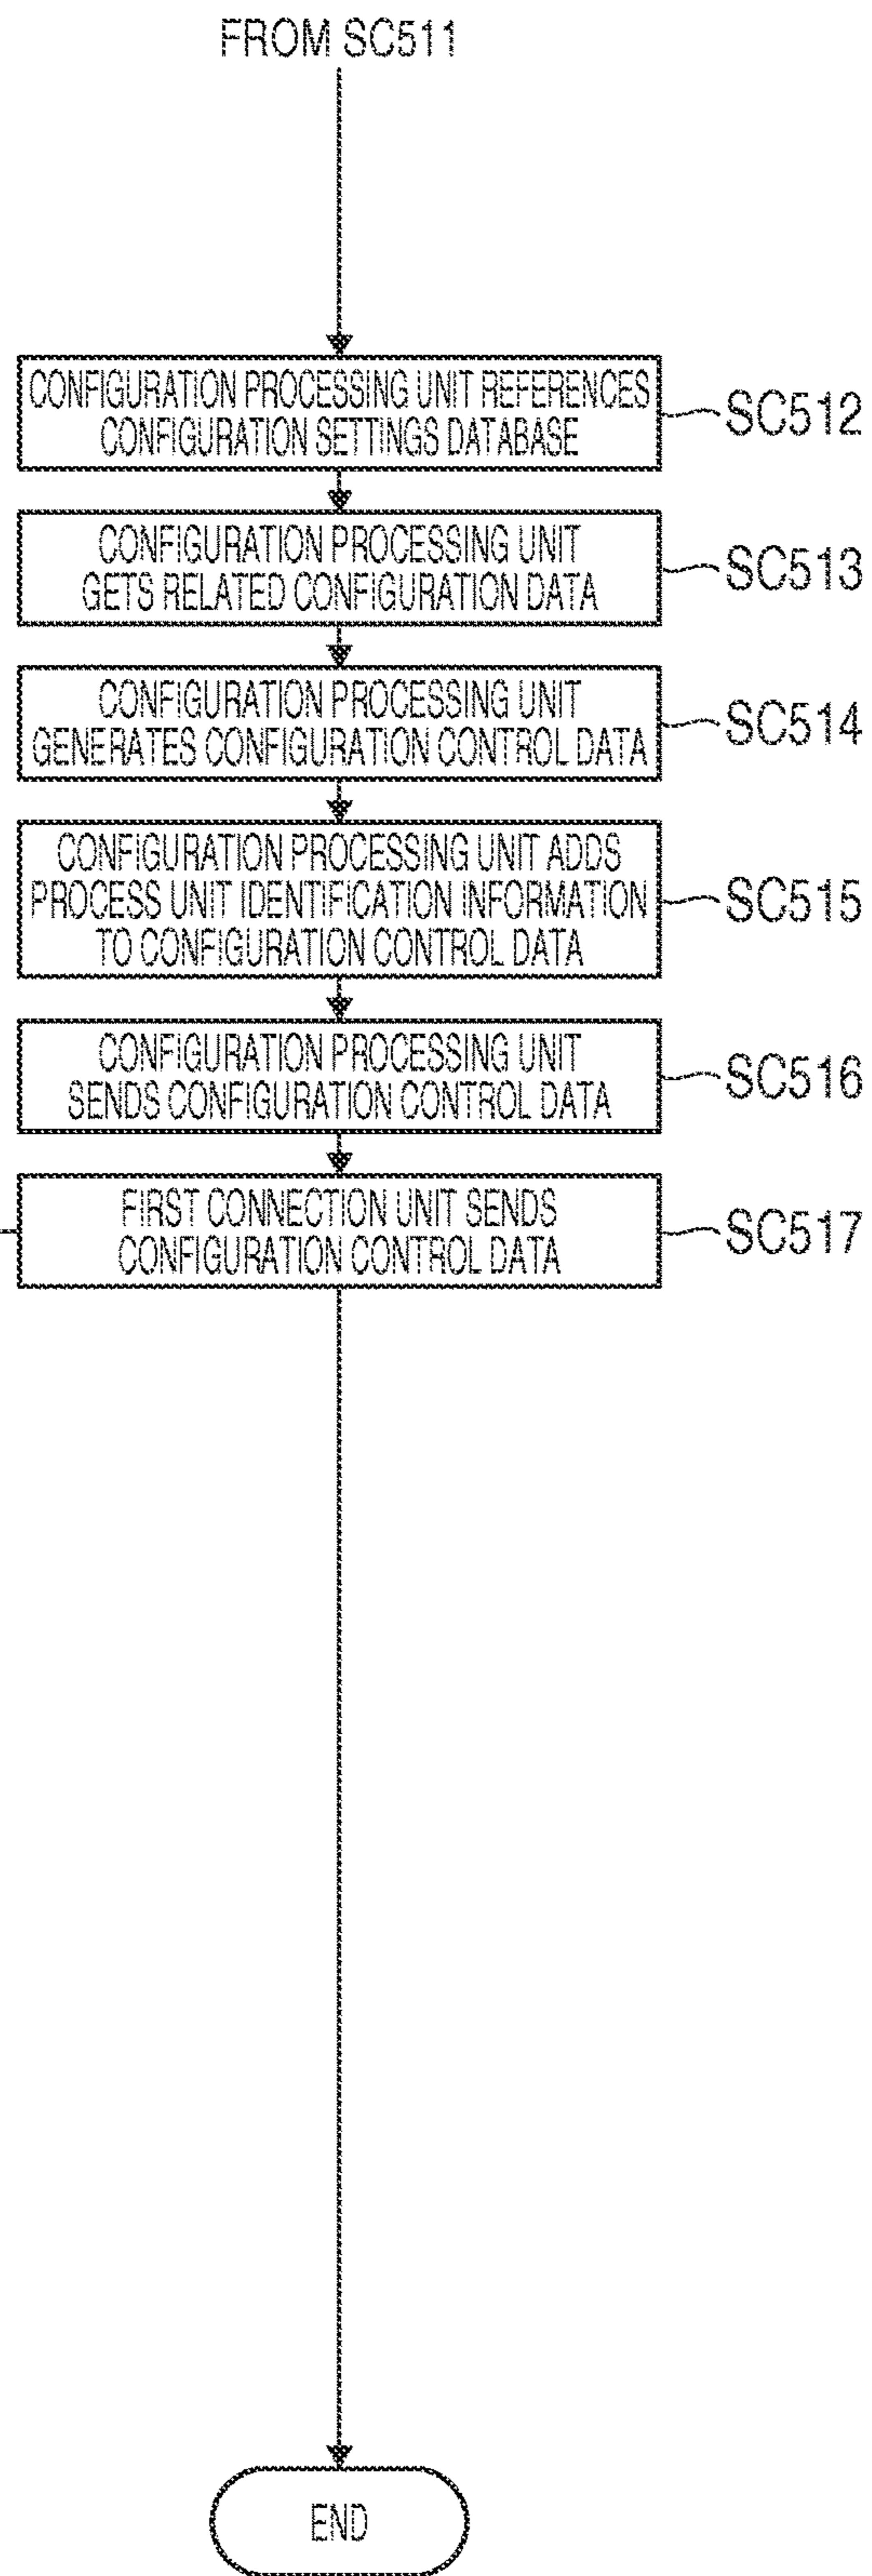 FROM SC511
CONFIGURATION PROCESSING UNIT REFERENCES
CONFIGURATION SETTINGS DATABASE
SC512
CONFIGURATION PROCESSING UNIT
GETS RELATED CONFIGURATION DATA
SC513
CONFIGURATION PROCESSING UNIT
GENERATES CONFIGURATION CONTROL DATA
SC514
CONFIGURATION PROCESSING UNIT ADDS
PROCESS UNIT IDENTIFICATION INFORMATION
TO CONFIGURATION CONTROL DATA
SC515
CONFIGURATION PROCESSING UNIT
SENDS CONFIGURATION CONTROL DATA
SC516
FIRST CONNECTION UNIT SENDS
CONFIGURATION CONTROL DATA
SC517
END